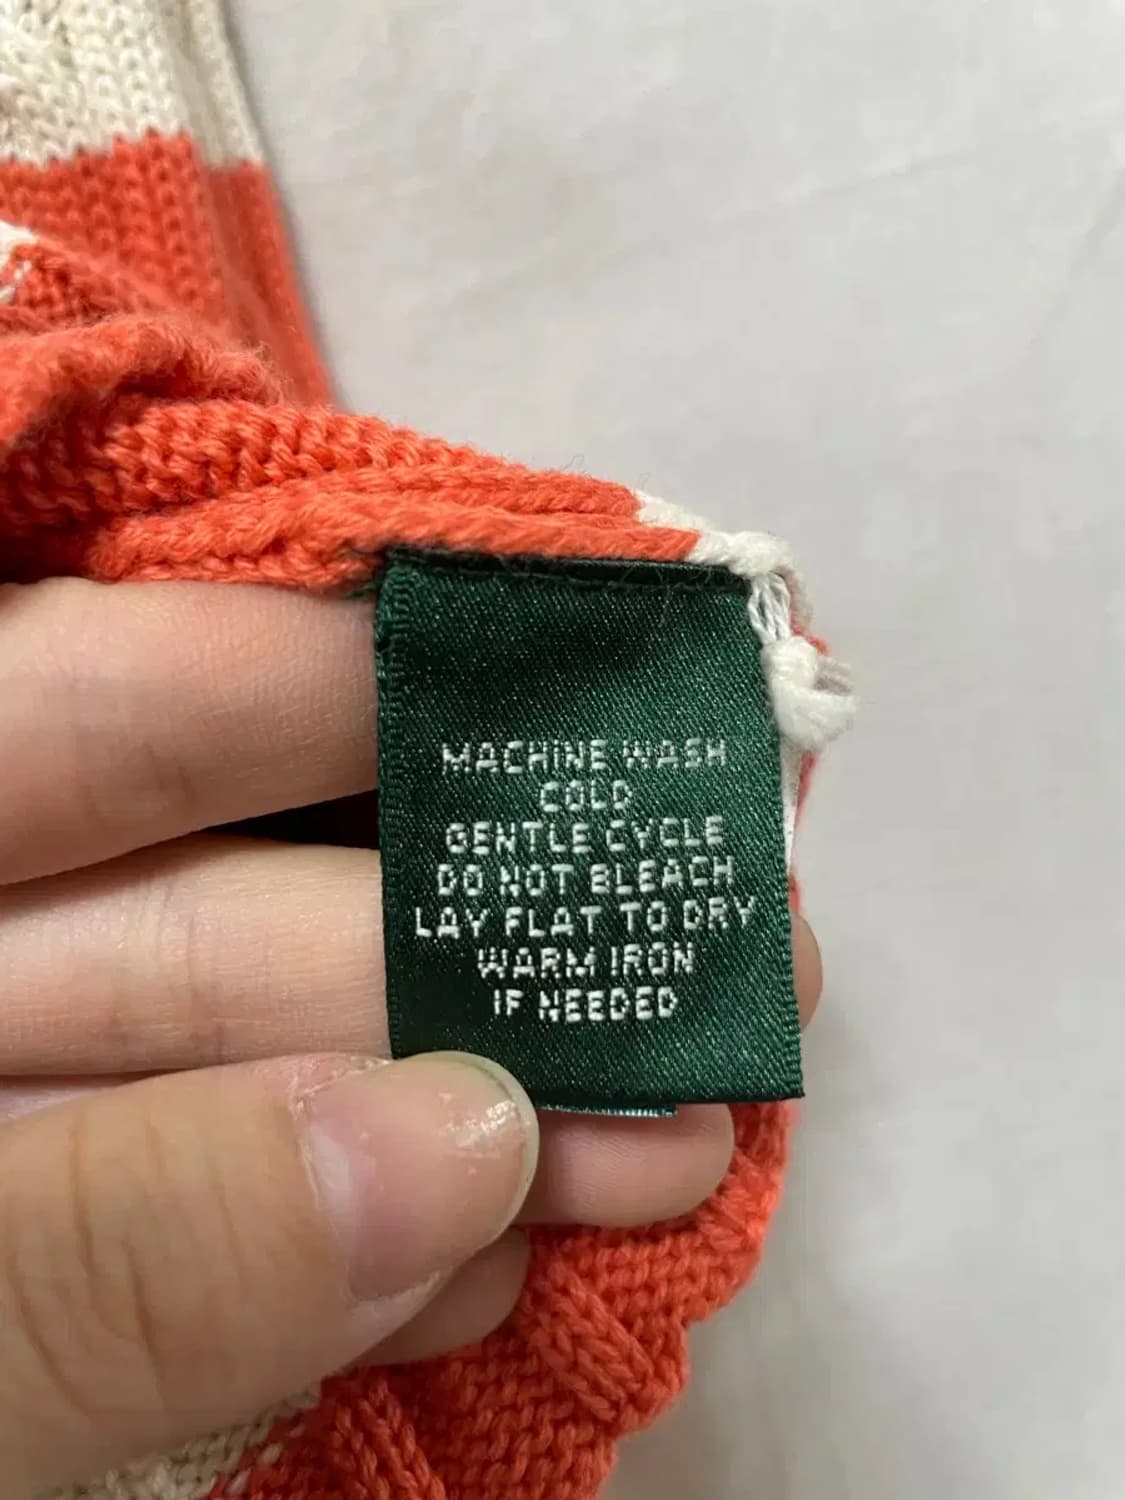 MACHINE WASH
COLD
GENTLE CYCLE
DO NOT BLEACH
LAY FLAT TO DRY
WARM IRON
IF NEEDED